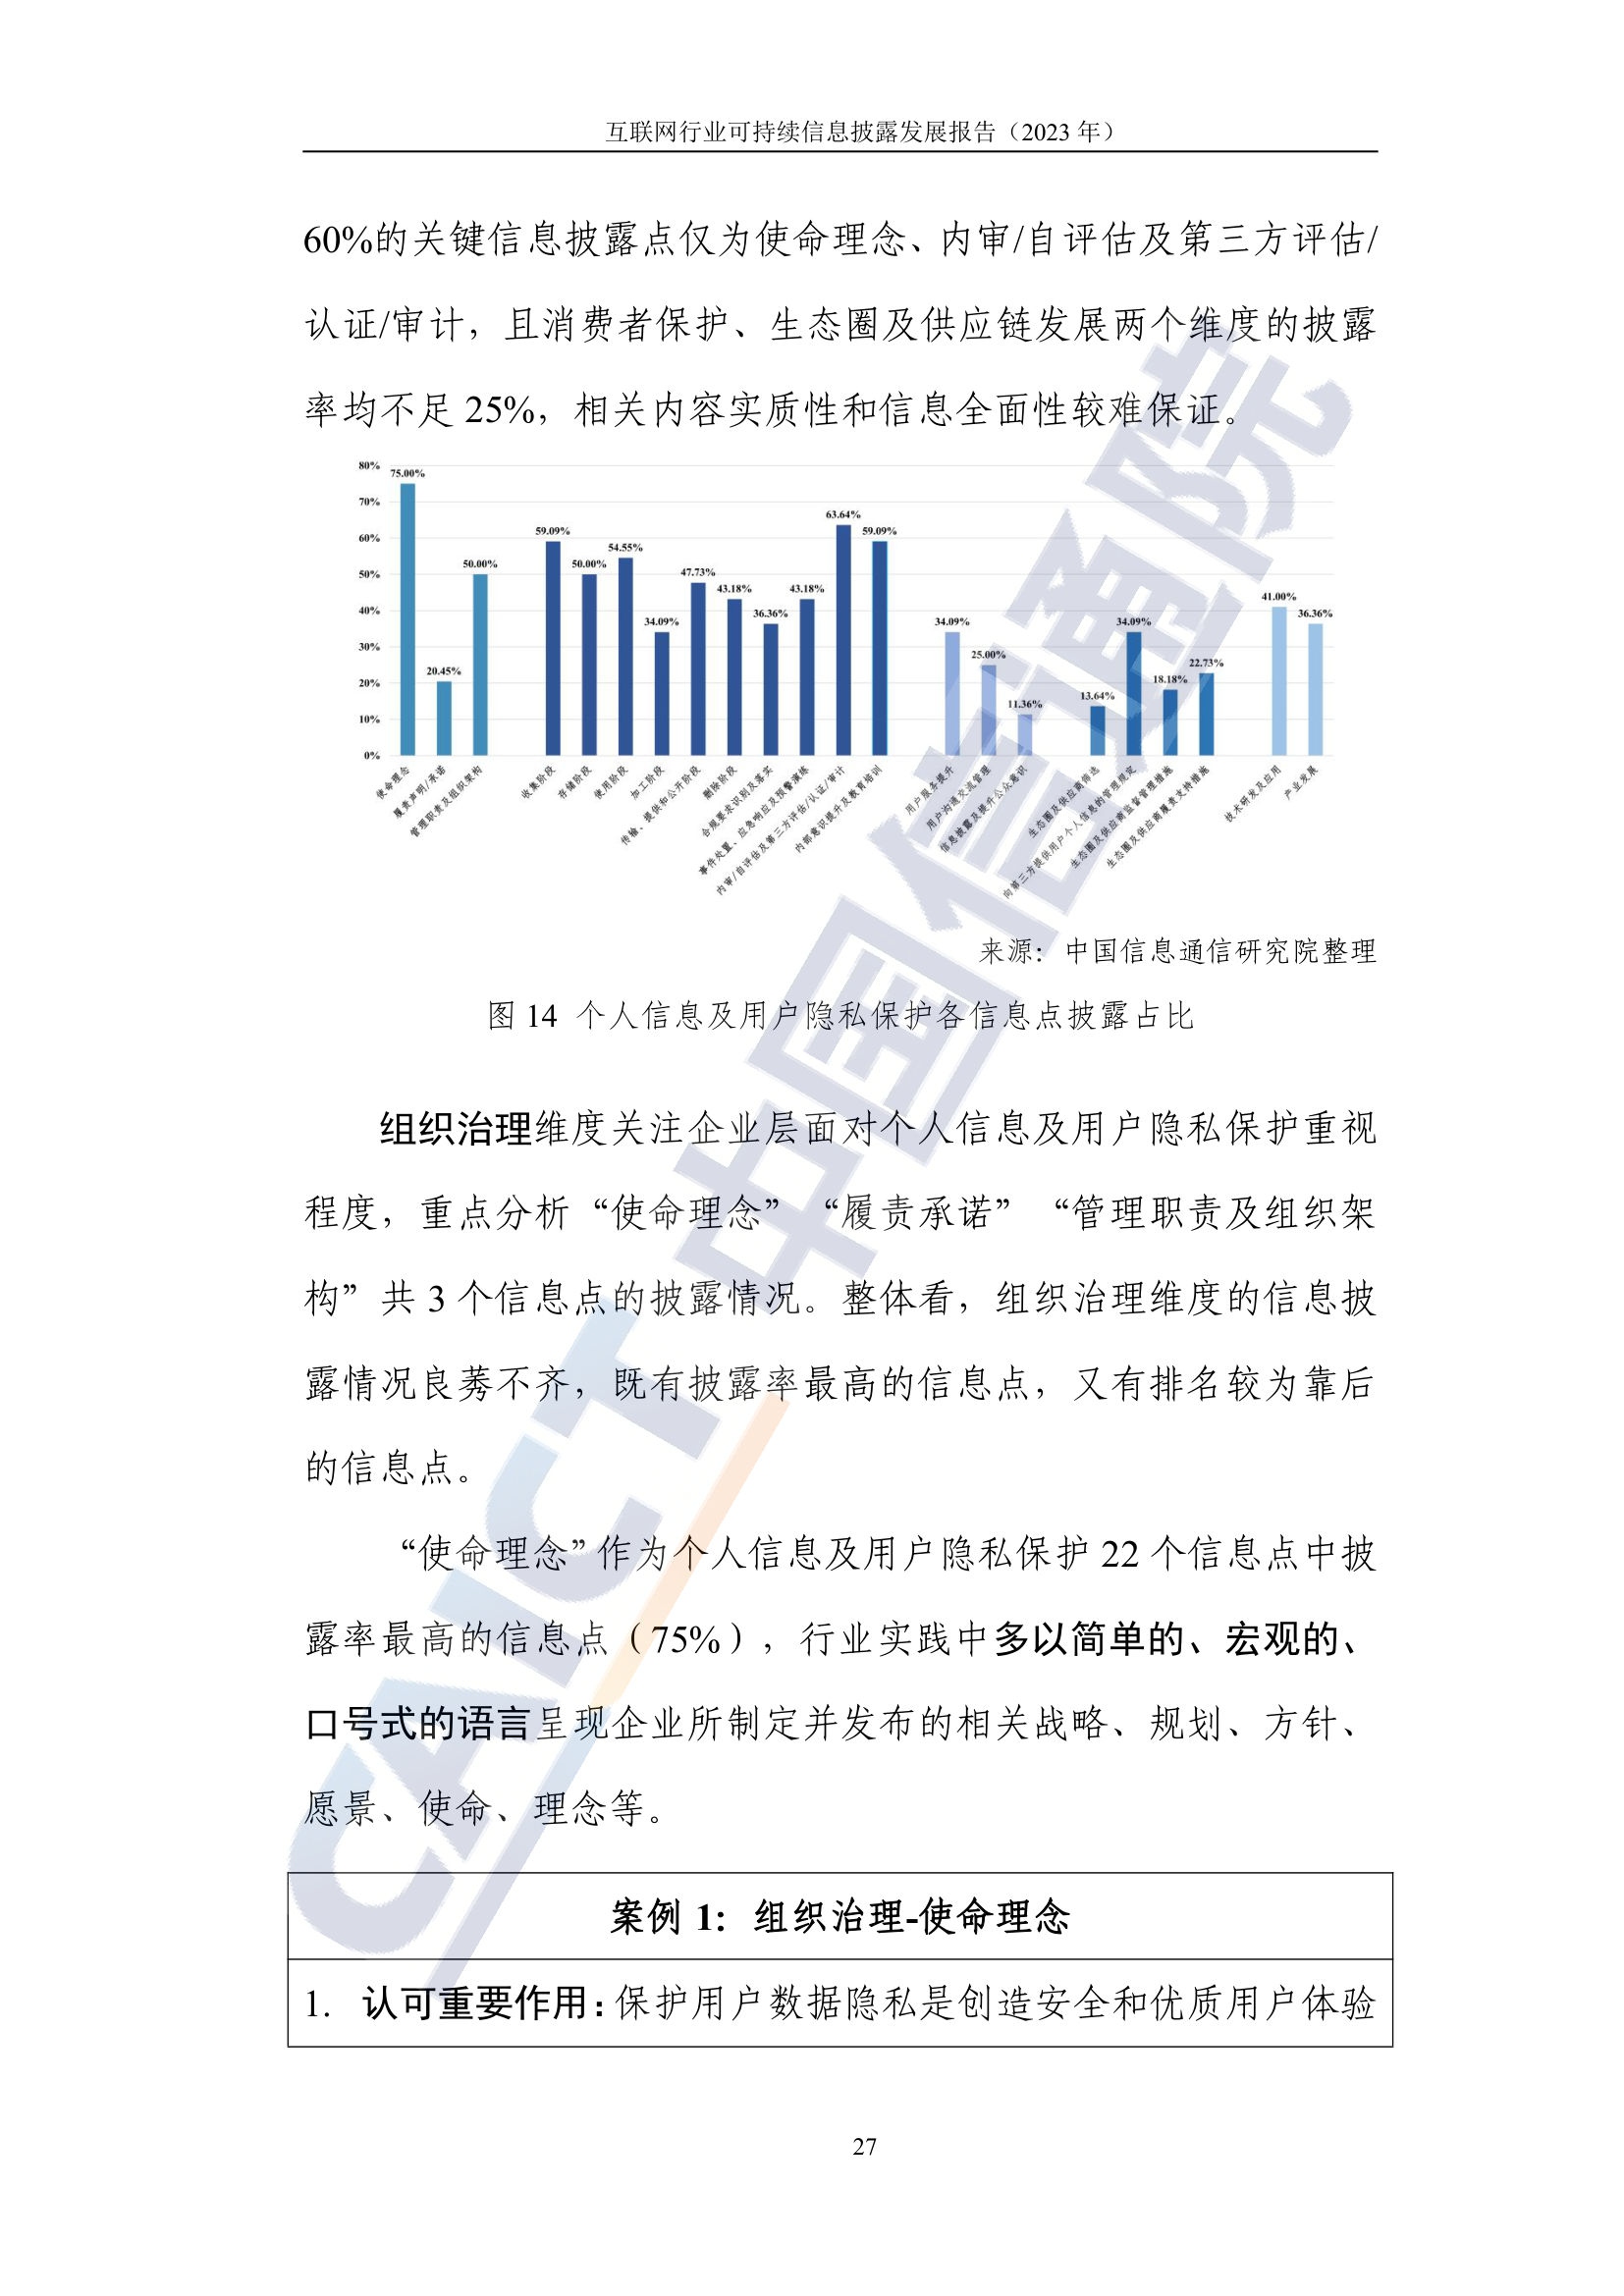 互联网行业可持续信息披露发展报告（2023 年）
60%的关键信息披露点仅为使命理念、内审/自评估及第三方评估/
认证/审计，且消费者保护、生态圈及供应链发展两个维度的披露
率均不足 25%，相关内容实质性和信息全面性较难保证。
80%
70%
60%
50%
40%
30%
20%
10%
0%
75.00%
20.45%
50.00%
59.09%
50.00%
54.55%
34.09%
47.73%
43.18%
36.36%
43.18%
63.64%
59.09%
34.09%
25.00%
11.36%
13.64%
34.09%
18.18%
22.73%
41.00%
36.36%
使命理念
履责声明/承诺
管理职责及组织架构
收集阶段
存储阶段
使用阶段
加工阶段
传输、提供和公开阶段
删除阶段
合规要求识别及落实
事件处置、应急响应及预警演练
内审/自评估及第三方评估/认证/审计
内部意识提升及教育培训
用户服务提升
用户沟通交流管理
信息披露及提升公众意识
生态圈及供应商筛选
向第三方提供用户个人信息的管理规定
生态圈及供应商监督管理措施
生态圈及供应商履责支持措施
技术研发及应用
产业发展
来源：中国信息通信研究院整理
图 14 个人信息及用户隐私保护各信息点披露占比
组织治理维度关注企业层面对个人信息及用户隐私保护重视
程度，重点分析“使命理念”“履责承诺”“管理职责及组织架
构”共 3 个信息点的披露情况。整体看，组织治理维度的信息披
露情况良莠不齐，既有披露率最高的信息点，又有排名较为靠后
的信息点。
“使命理念”作为个人信息及用户隐私保护 22 个信息点中披
露率最高的信息点（75%），行业实践中多以简单的、宏观的、
口号式的语言呈现企业所制定并发布的相关战略、规划、方针、
愿景、使命、理念等。
案例 1：组织治理-使命理念
1. 认可重要作用：保护用户数据隐私是创造安全和优质用户体验
27
CAICT 中国信通院